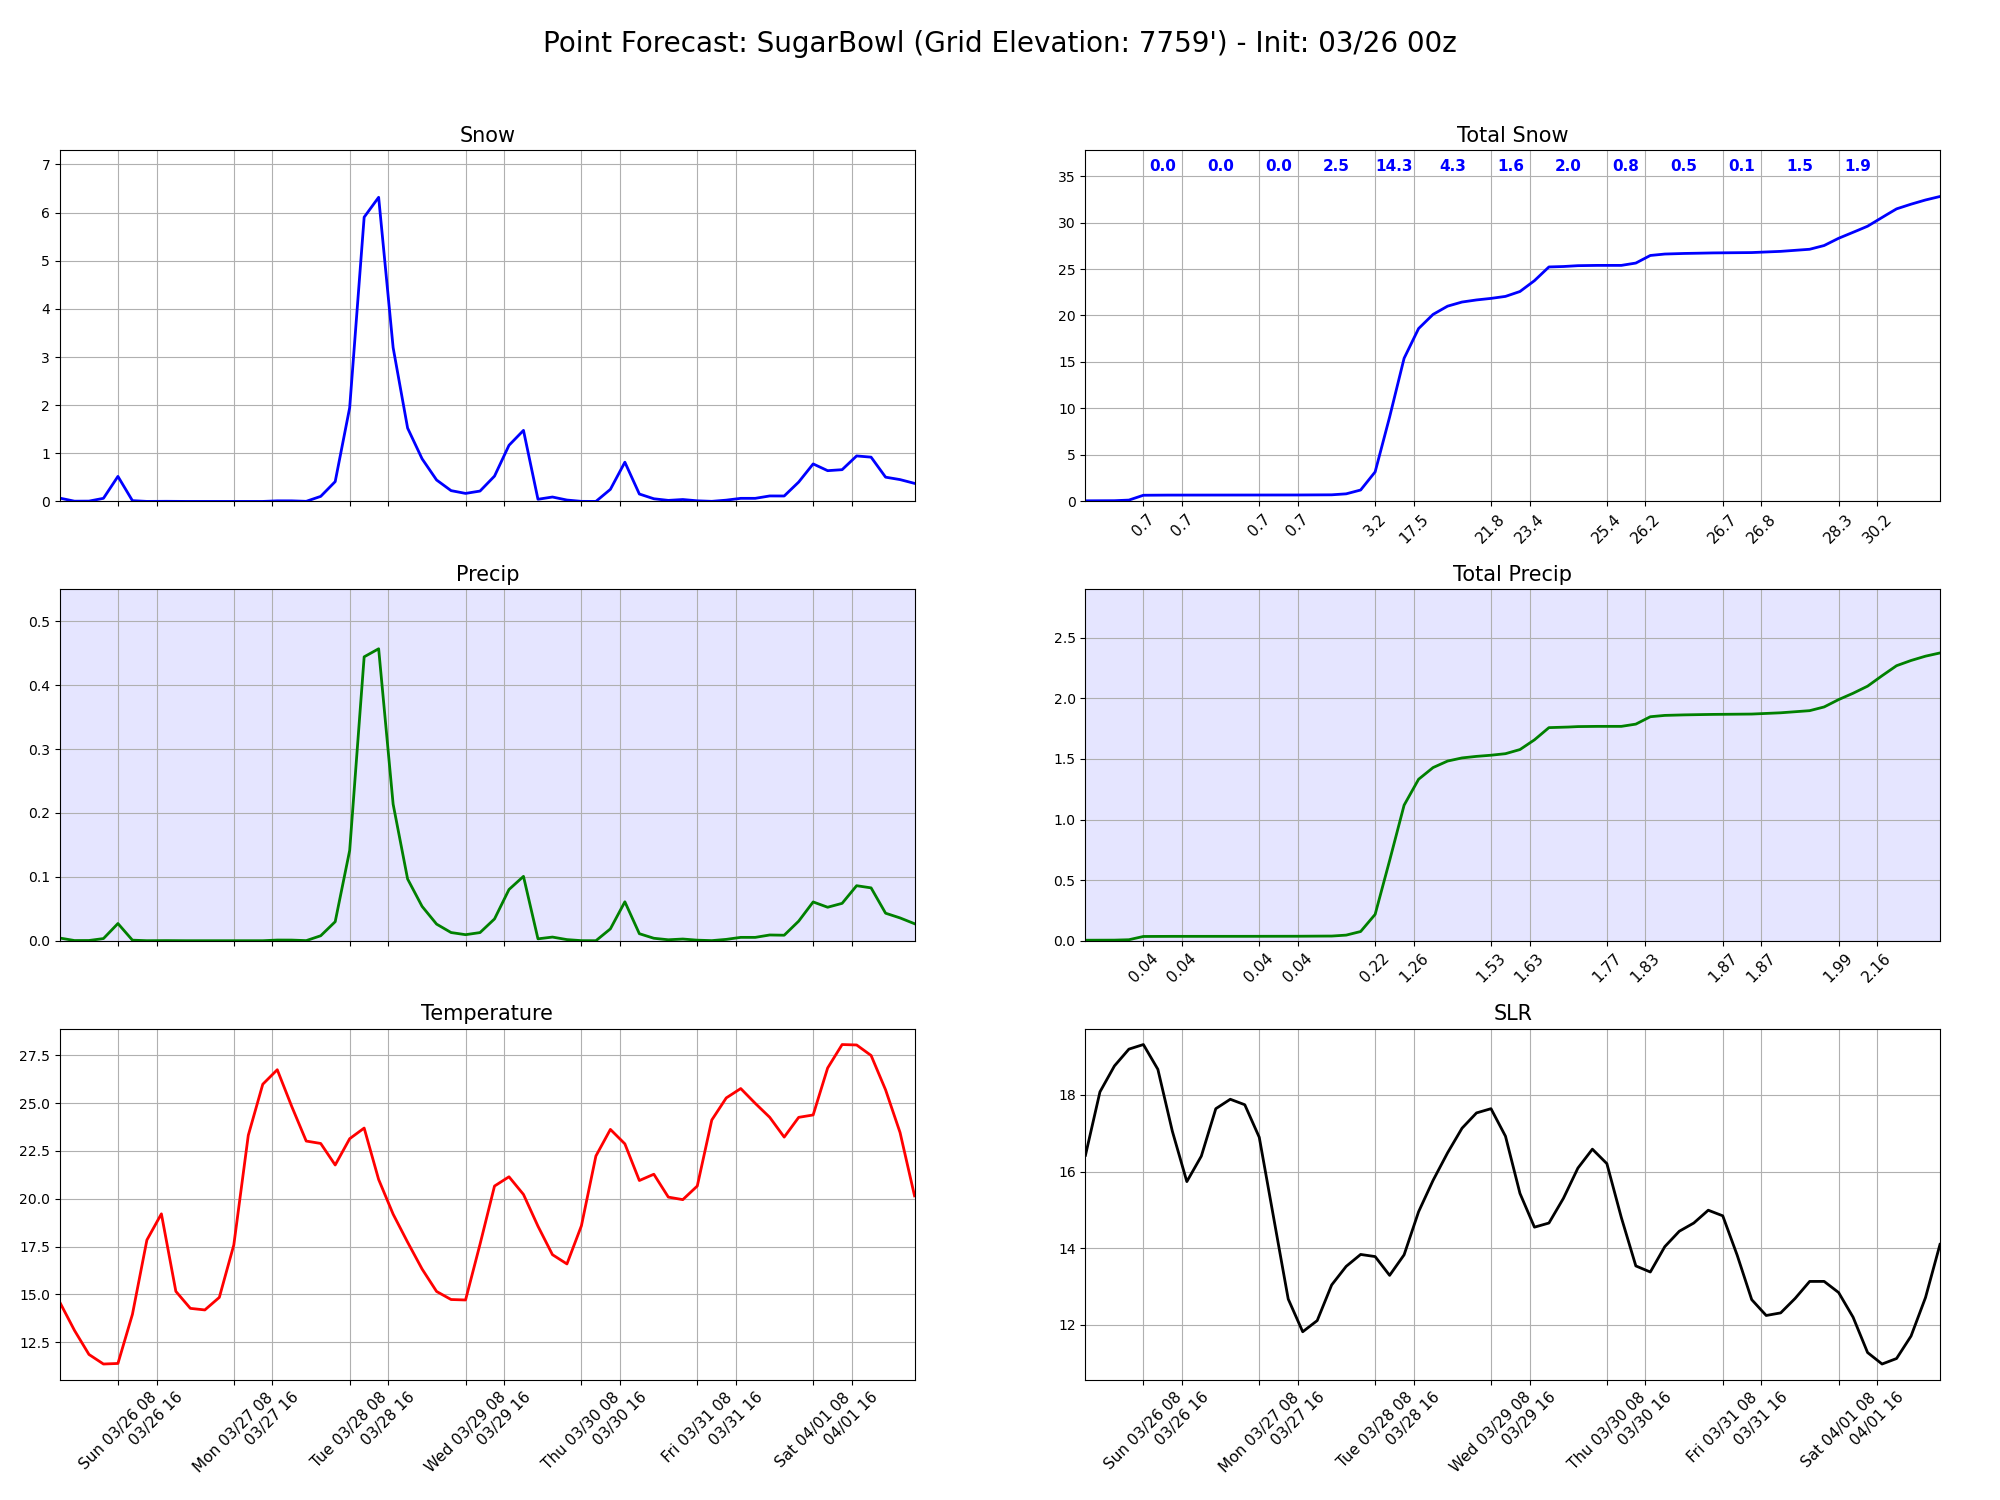 Point Forecast: SugarBowl (Grid Elevation: 7759') - Init: 03/26 00z
Snow
7
6
5
4
3
2
1
0
Total Snow
0.0 0.0 0.0 2.5 14.3 4.3 1.6 2.0 0.8 0.5 0.1 1.5 1.9
35
30
25
20
15
10
5
0
0.7 0.7 0.7 0.7 3.2 17.5 21.8 23.4 25.4 26.2 26.7 26.8 28.3 30.2
Precip
0.5
0.4
0.3
0.2
0.1
0.0
Total Precip
2.5
2.0
1.5
1.0
0.5
0.0
0.04 0.04 0.04 0.04 0.22 1.26 1.53 1.63 1.77 1.83 1.87 1.87 1.99 2.16
Temperature
27.5
25.0
22.5
20.0
17.5
15.0
12.5
Sun 03/26 08
03/26 16
Mon 03/27 08
03/27 16
Tue 03/28 08
03/28 16
Wed 03/29 08
03/29 16
Thu 03/30 08
03/30 16
Fri 03/31 08
03/31 16
Sat 04/01 08
04/01 16
SLR
18
16
14
12
Sun 03/26 08
03/26 16
Mon 03/27 08
03/27 16
Tue 03/28 08
03/28 16
Wed 03/29 08
03/29 16
Thu 03/30 08
03/30 16
Fri 03/31 08
03/31 16
Sat 04/01 08
04/01 16